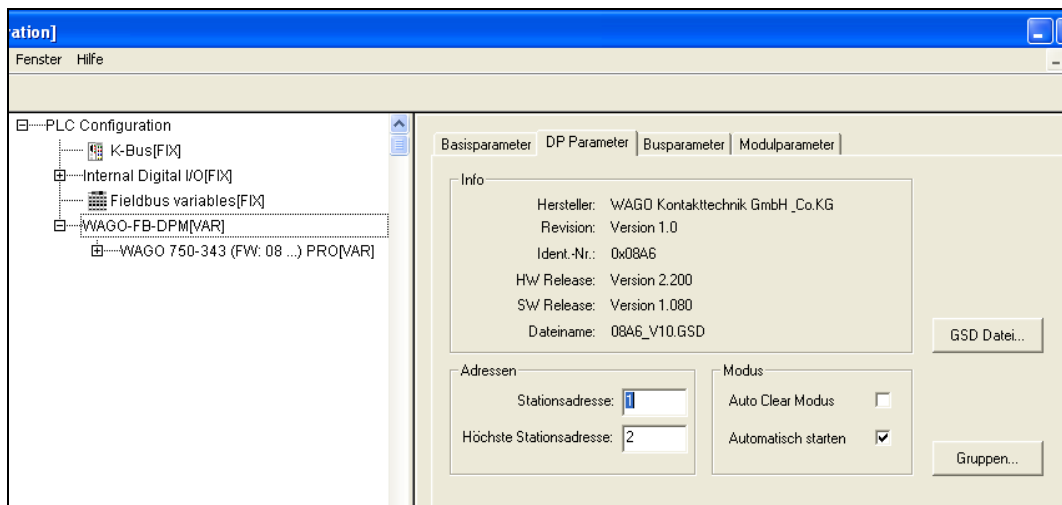 ration]
Fenster Hilfe
PLC Configuration
K-Bus[FIX]
Internal Digital I/O[FIX]
Fieldbus variables[FIX]
WAGO-FB-DPM[VAR]
WAGO 750-343 (FW: 08 ...) PRO[VAR]
Basisparameter DP Parameter Busparameter Modulparameter
Info
Hersteller: WAGO Kontakttechnik GmbH _Co.KG
Revision: Version 1.0
Ident.-Nr.: 0x08A6
HW Release: Version 2.200
SW Release: Version 1.080
Dateiname: 08A6_V10.GSD
GSD Datei...
Adressen
Stationsadresse: 1
Höchste Stationsadresse: 2
Modus
Auto Clear Modus
Automatisch starten
Gruppen...